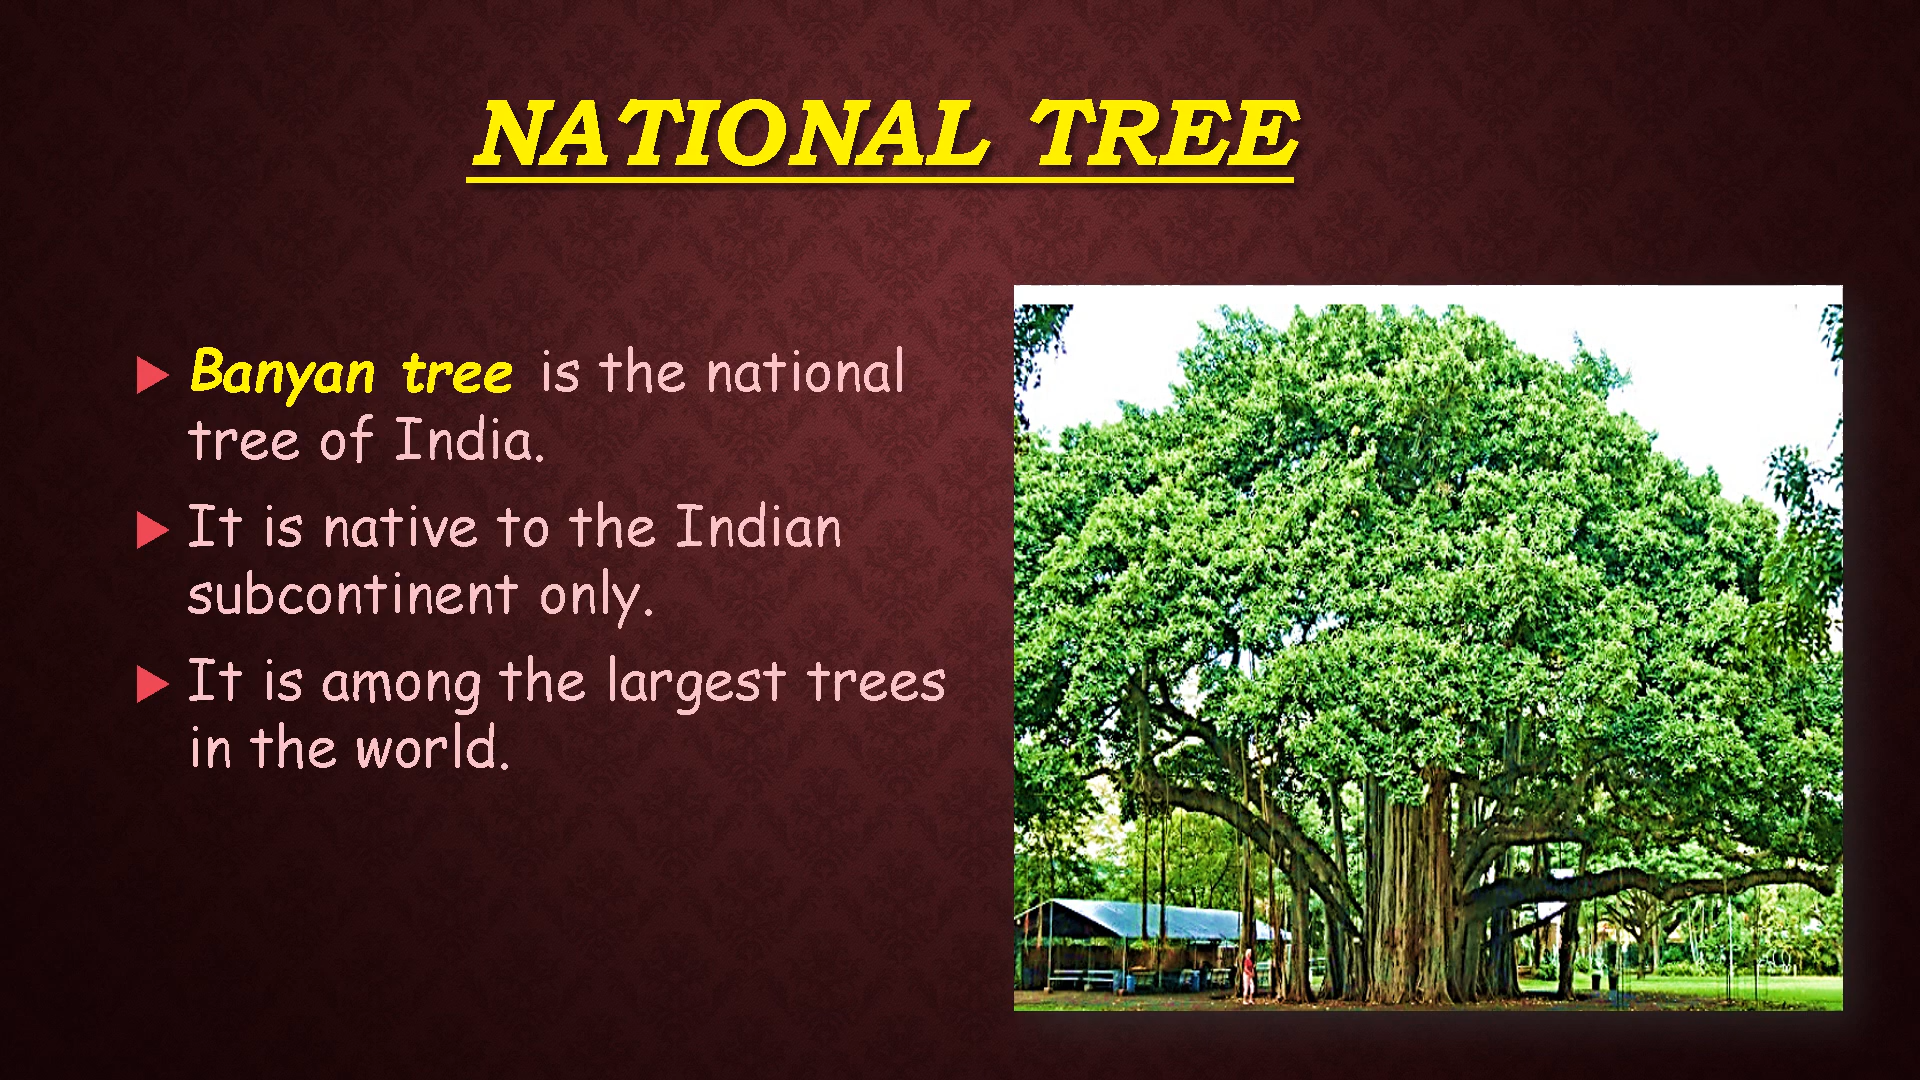 NATIONAL TREE
Banyan tree is the national
tree of India.
It is native to the Indian
subcontinent only.
It is among the largest trees
in the world.